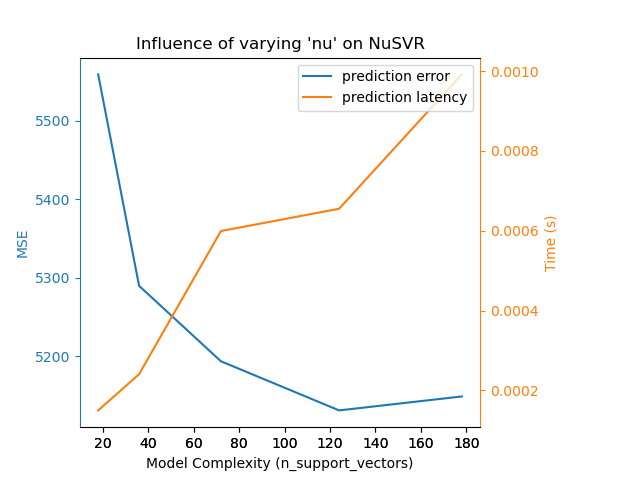 Influence of varying 'nu' on NuSVR
prediction error
prediction latency
5500
5400
5300
5200
MSE
0.0010
0.0008
0.0006
0.0004
0.0002
Time (s)
20 40 60 80 100 120 140 160 180
Model Complexity (n_support_vectors)